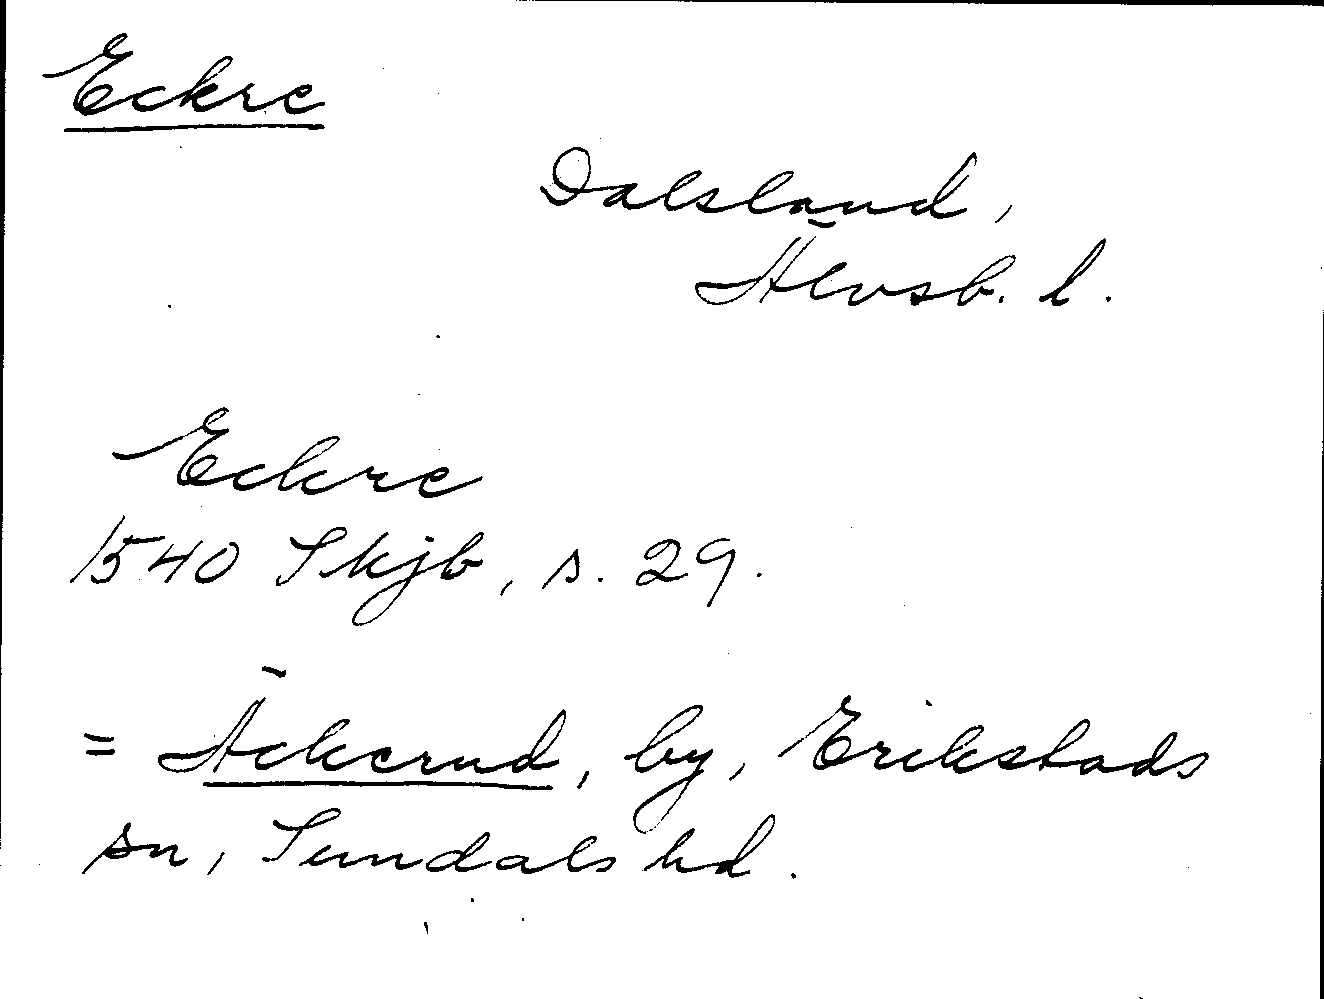 Eckre
Dalsland,
Älvsb. l.
Eckre
1540 Skjb, s. 29.
= Äckerud, by, Erikstads
sn, Sundals hd.